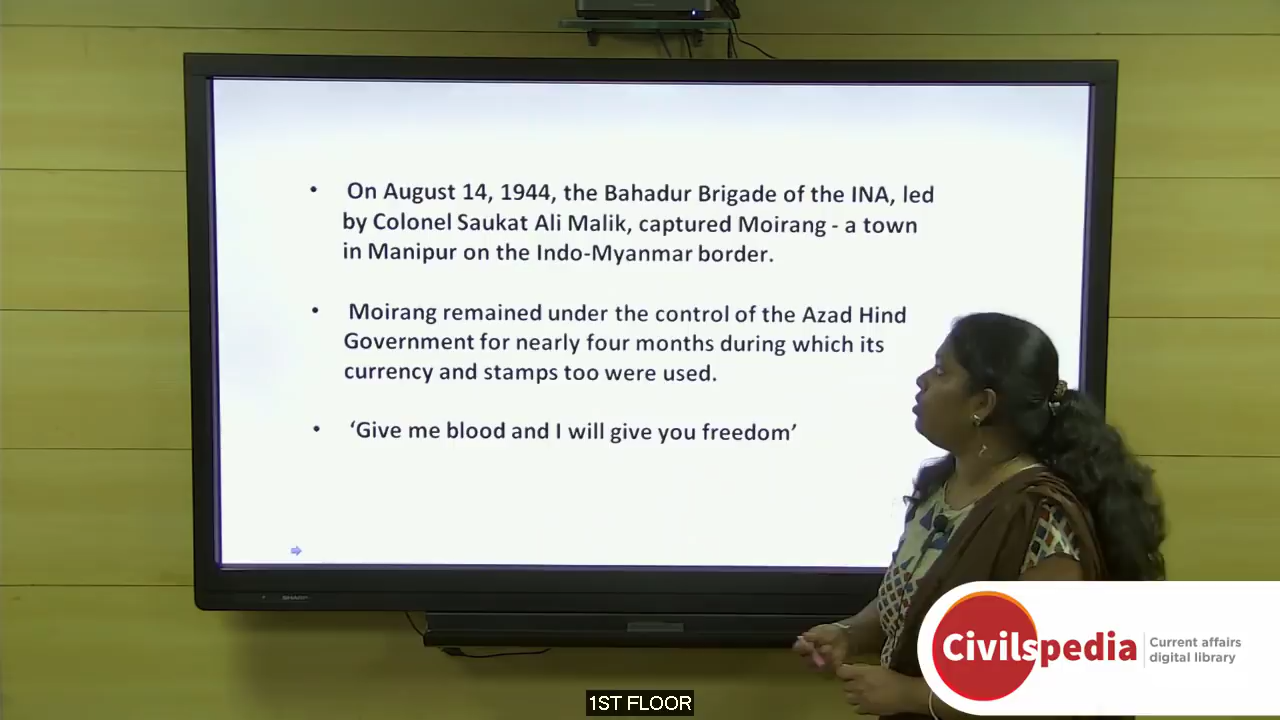 • On August 14, 1944, the Bahadur Brigade of the INA, led
by Colonel Saukat Ali Malik, captured Moirang - a town
in Manipur on the Indo-Myanmar border.
• Moirang remained under the control of the Azad Hind
Government for nearly four months during which its
currency and stamps too were used.
• ‘Give me blood and I will give you freedom’
SHARP
Civilspedia
Current affairs
digital library
1ST FLOOR